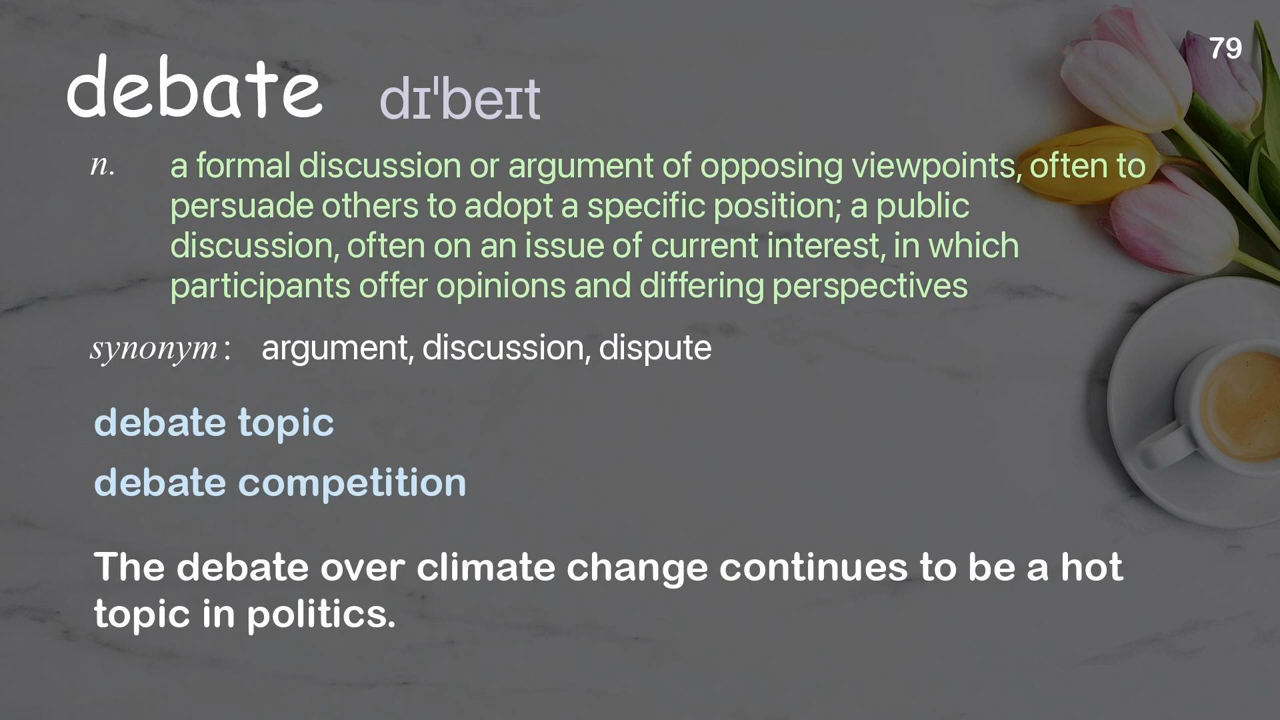 79
debate dɪˈbeɪt
n. a formal discussion or argument of opposing viewpoints, often to
persuade others to adopt a specific position; a public
discussion, often on an issue of current interest, in which
participants offer opinions and differing perspectives
synonym: argument, discussion, dispute
debate topic
debate competition
The debate over climate change continues to be a hot
topic in politics.